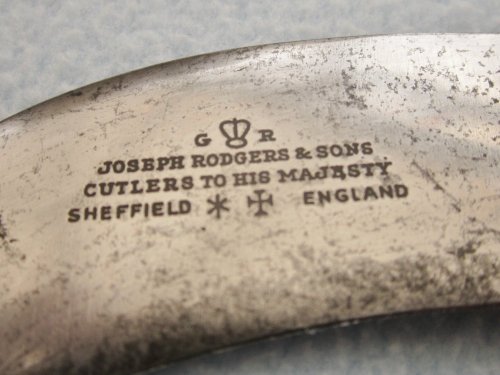 G R
JOSEPH RODGERS & SONS
CUTLERS TO HIS MAJESTY
SHEFFIELD ENGLAND